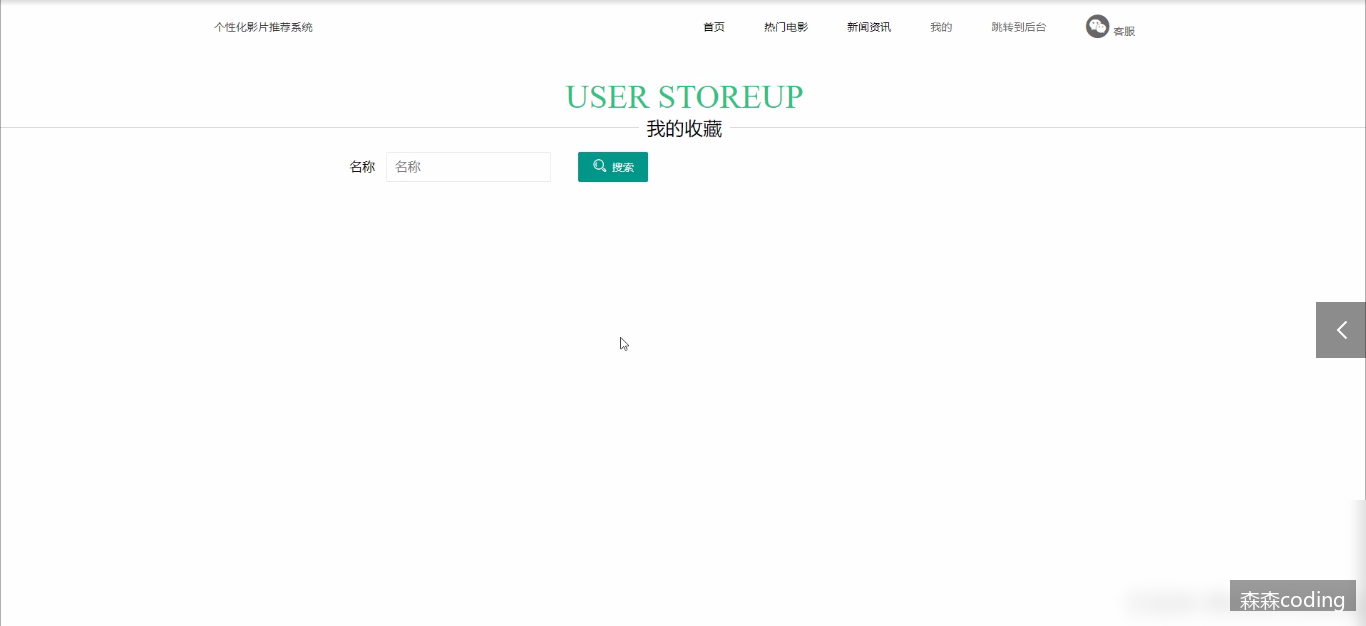 个性化影片推荐系统
首页 热门电影 新闻资讯 我的 跳转到后台 客服
USER STOREUP
我的收藏
名称 名称 搜索
森森coding